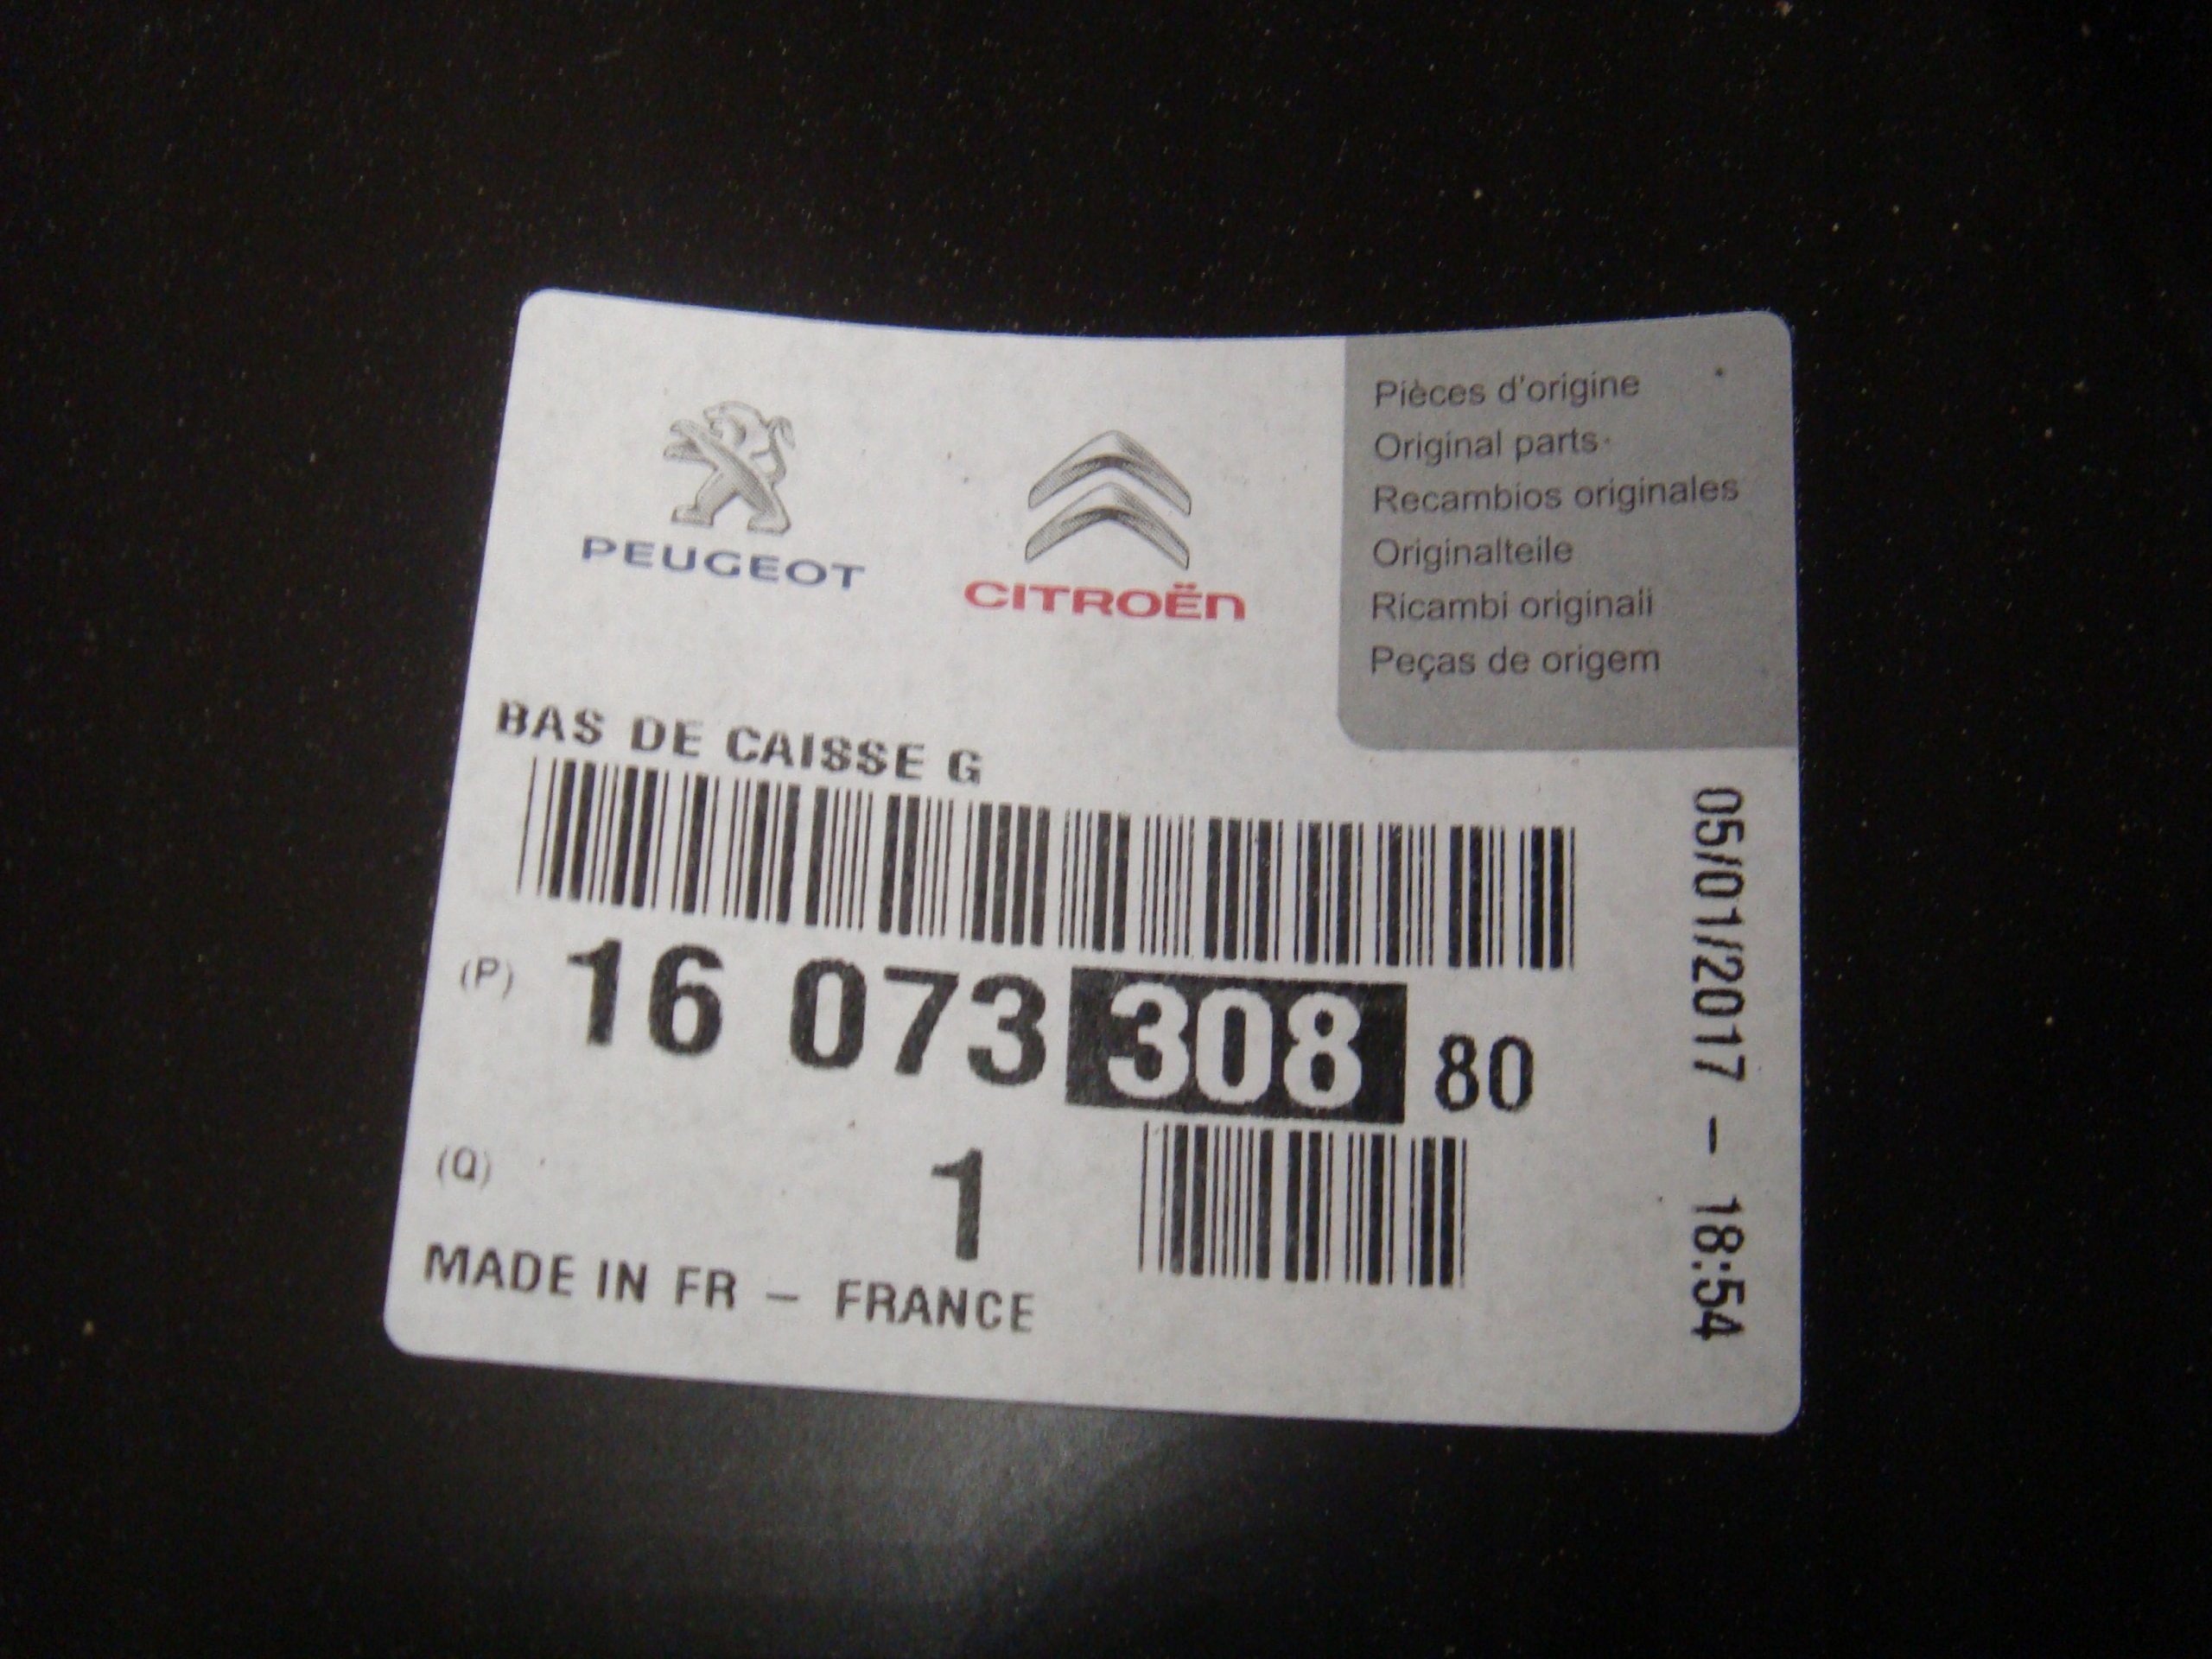 PEUGEOT
CITROËN
Pièces d'origine
Original parts
Recambios originales
Originalteile
Ricambi originali
Peças de origem
BAS DE CAISSE G
(P) 16 073 308 80
(Q) 1
MADE IN FR - FRANCE
05/01/2017 - 18:54